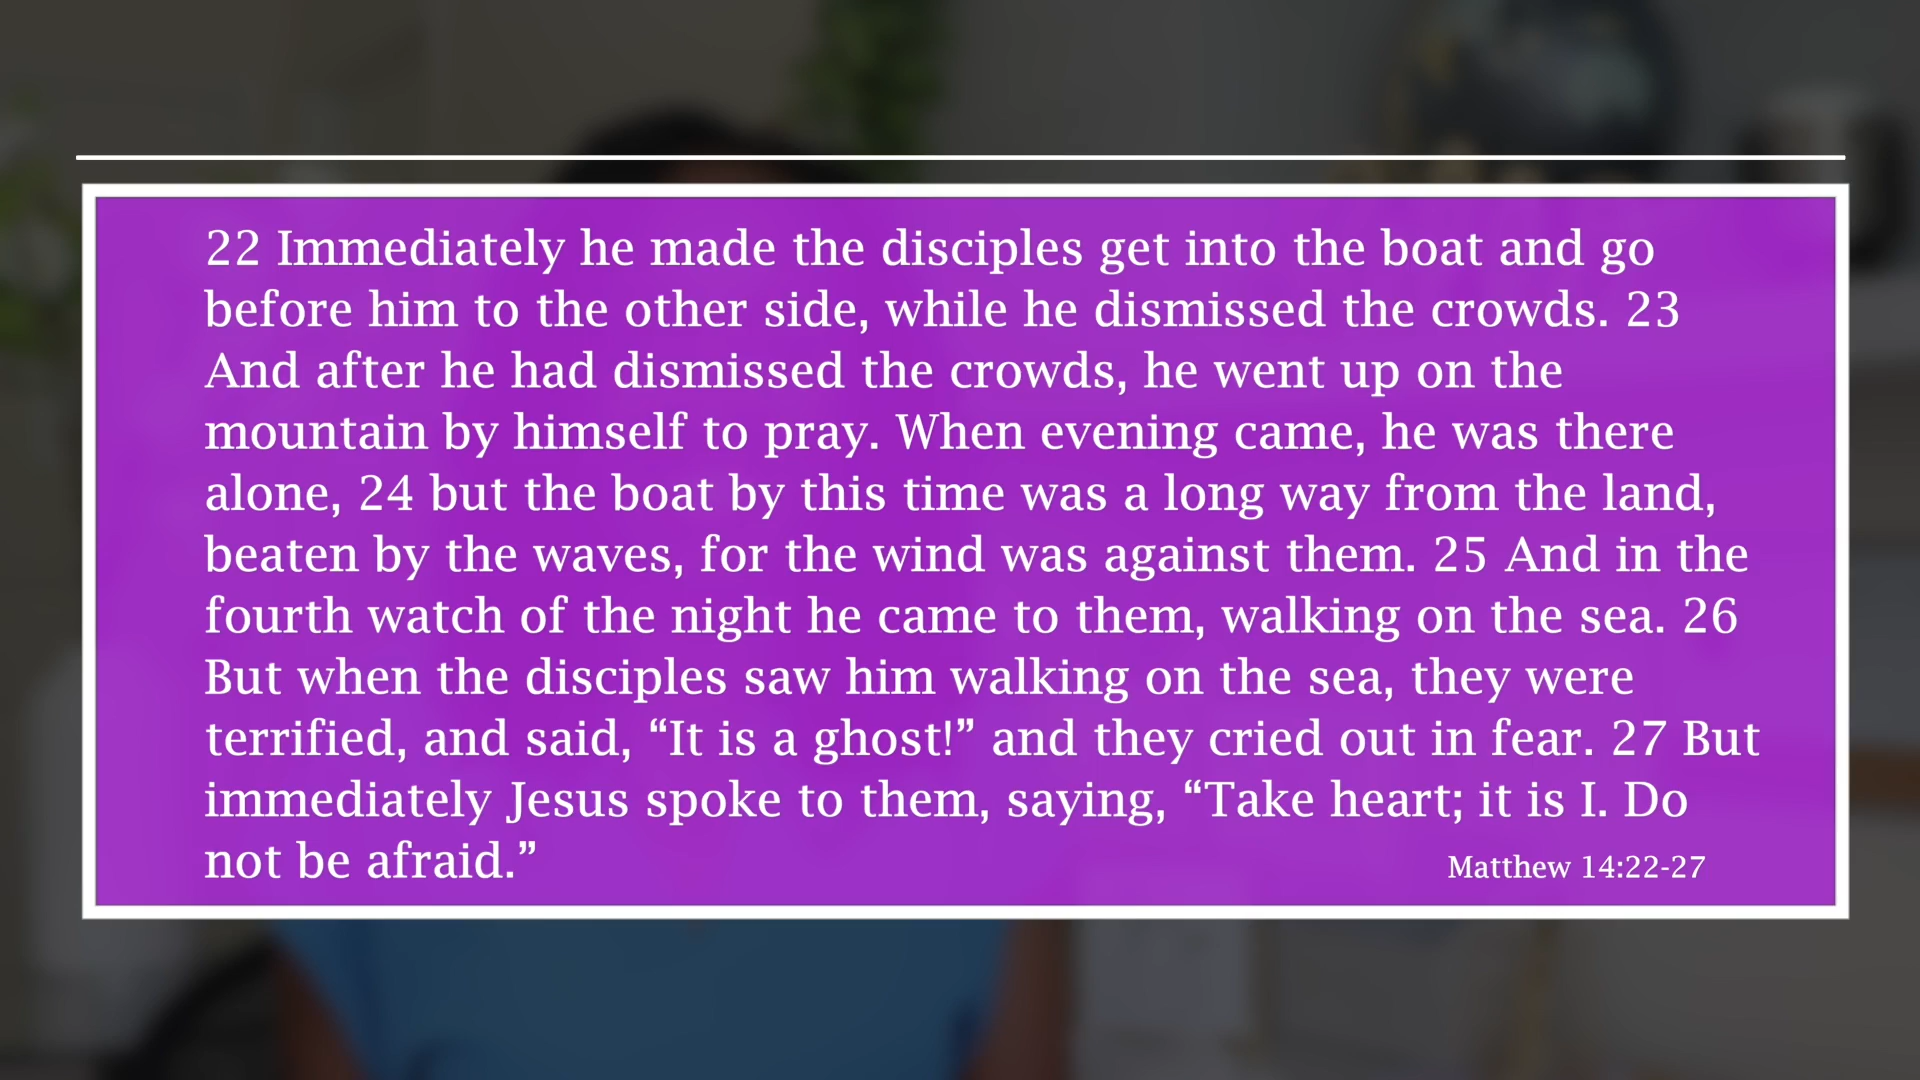 22 Immediately he made the disciples get into the boat and go
before him to the other side, while he dismissed the crowds. 23
And after he had dismissed the crowds, he went up on the
mountain by himself to pray. When evening came, he was there
alone, 24 but the boat by this time was a long way from the land,
beaten by the waves, for the wind was against them. 25 And in the
fourth watch of the night he came to them, walking on the sea. 26
But when the disciples saw him walking on the sea, they were
terrified, and said, “It is a ghost!” and they cried out in fear. 27 But
immediately Jesus spoke to them, saying, “Take heart; it is I. Do
not be afraid.”
Matthew 14:22-27